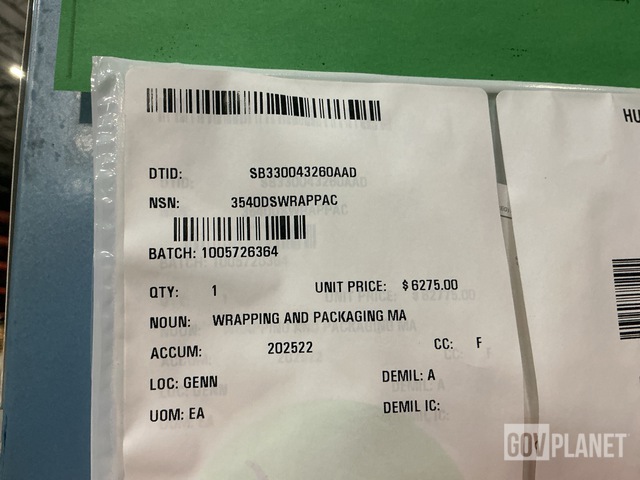 DTID: SB330043260AAD
NSN: 3540DSWRAPPAC
BATCH: 1005726364
QTY: 1 UNIT PRICE: $ 6275.00
NOUN: WRAPPING AND PACKAGING MA
ACCUM: 202522 CC: F
LOC: GENN DEMIL: A
UOM: EA DEMIL IC:
HU
GOVPLANET